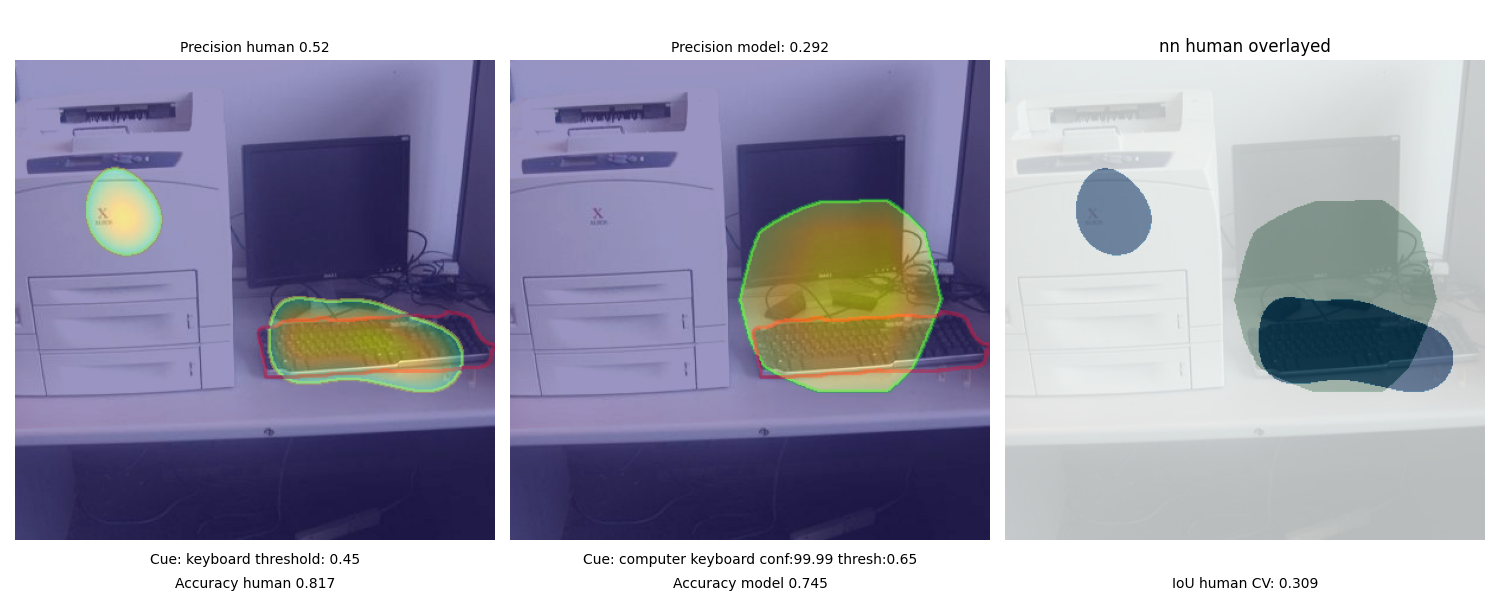 Precision human 0.52
Precision model: 0.292
nn human overlayed
X
DELL
Cue: keyboard threshold: 0.45
Cue: computer keyboard conf:99.99 thresh:0.65
Accuracy human 0.817
Accuracy model 0.745
IoU human CV: 0.309